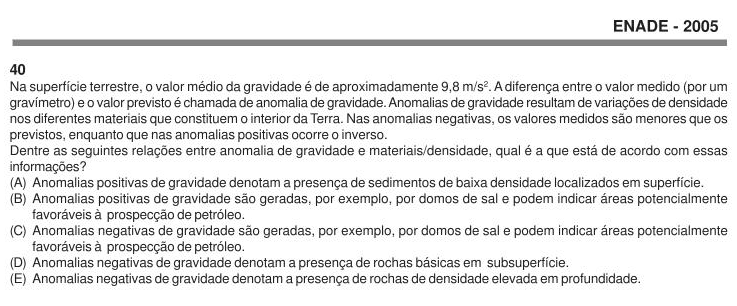 ENADE - 2005
40
Na superfície terrestre, o valor médio da gravidade é de aproximadamente 9,8 m/s². A diferença entre o valor medido (por um
gravímetro) e o valor previsto é chamada de anomalia de gravidade. Anomalias de gravidade resultam de variações de densidade
nos diferentes materiais que constituem o interior da Terra. Nas anomalias negativas, os valores medidos são menores que os
previstos, enquanto que nas anomalias positivas ocorre o inverso.
Dentre as seguintes relações entre anomalia de gravidade e materiais/densidade, qual é a que está de acordo com essas
informações?
(A) Anomalias positivas de gravidade denotam a presença de sedimentos de baixa densidade localizados em superfície.
(B) Anomalias positivas de gravidade são geradas, por exemplo, por domos de sal e podem indicar áreas potencialmente
favoráveis à prospecção de petróleo.
(C) Anomalias negativas de gravidade são geradas, por exemplo, por domos de sal e podem indicar áreas potencialmente
favoráveis à prospecção de petróleo.
(D) Anomalias negativas de gravidade denotam a presença de rochas básicas em subsuperfície.
(E) Anomalias negativas de gravidade denotam a presença de rochas de densidade elevada em profundidade.